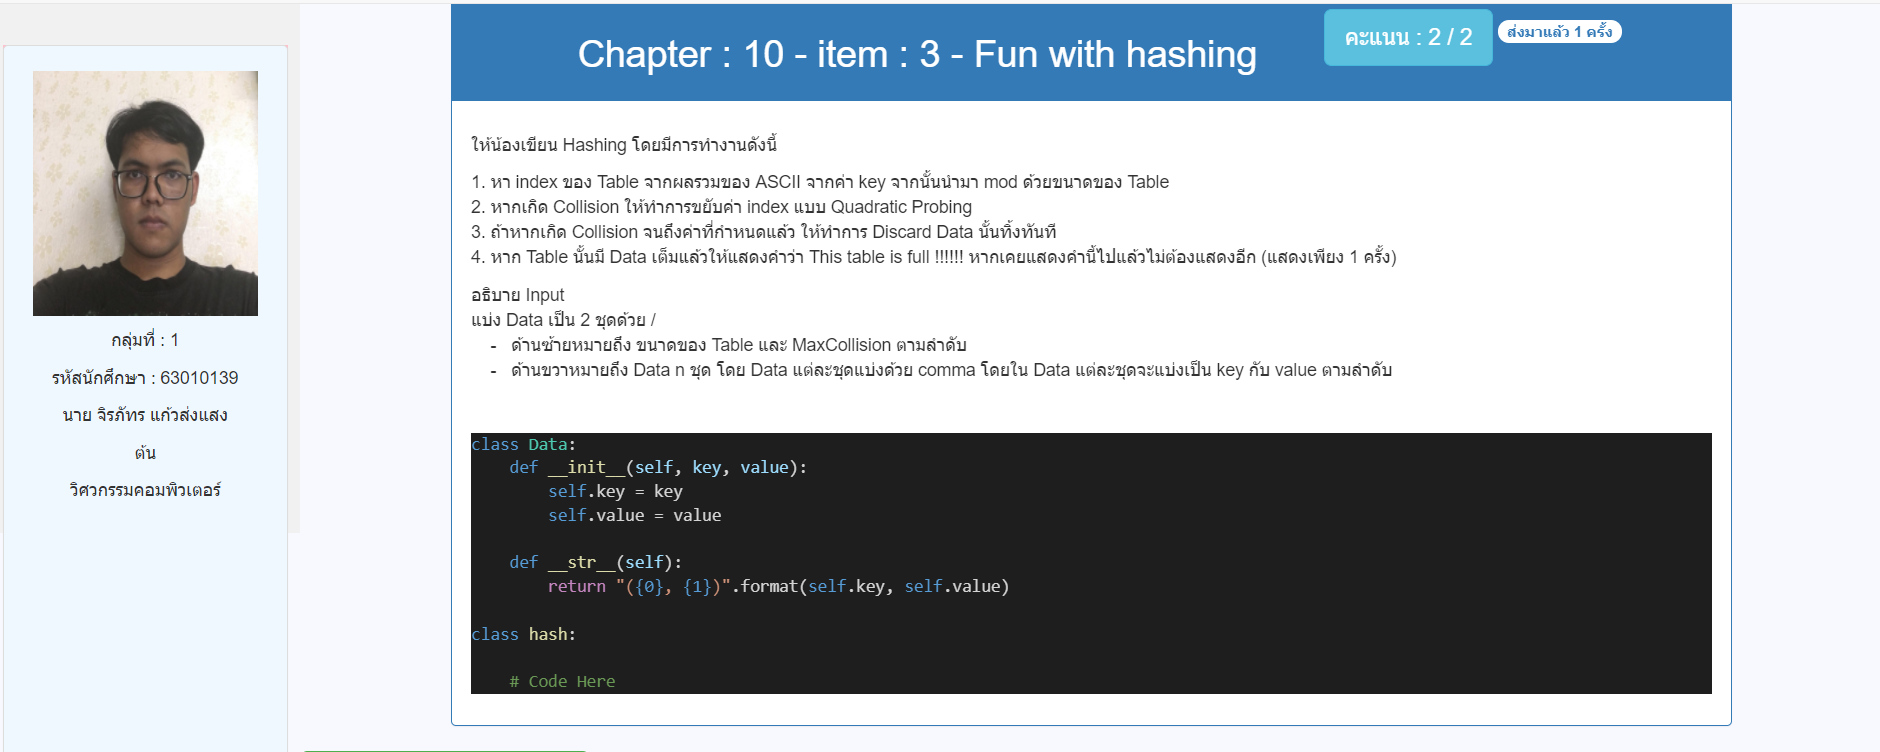 Chapter : 10 - item : 3 - Fun with hashing
คะแนน : 2 / 2
ส่งมาแล้ว 1 ครั้ง
กลุ่มที่ : 1
รหัสนักศึกษา : 63010139
นาย จิรภัทร แก้วส่งแสง
ต้น
วิศวกรรมคอมพิวเตอร์
ให้น้องเขียน Hashing โดยมีการทำงานดังนี้
1. หา index ของ Table จากผลรวมของ ASCII จากค่า key จากนั้นนำมา mod ด้วยขนาดของ Table
2. หากเกิด Collision ให้ทำการขยับค่า index แบบ Quadratic Probing
3. ถ้าหากเกิด Collision จนถึงค่าที่กำหนดแล้ว ให้ทำการ Discard Data นั้นทิ้งทันที
4. หาก Table นั้นมี Data เต็มแล้วให้แสดงคำว่า This table is full !!!!!! หากเคยแสดงคำนี้ไปแล้วไม่ต้องแสดงอีก (แสดงเพียง 1 ครั้ง)
อธิบาย Input
แบ่ง Data เป็น 2 ชุดด้วย /
- ด้านซ้ายหมายถึง ขนาดของ Table และ MaxCollision ตามลำดับ
- ด้านขวาหมายถึง Data n ชุด โดย Data แต่ละชุดแบ่งด้วย comma โดยใน Data แต่ละชุดจะแบ่งเป็น key กับ value ตามลำดับ
class Data:
    def __init__(self, key, value):
        self.key = key
        self.value = value
    def __str__(self):
        return "({0}, {1})".format(self.key, self.value)
class hash:
    # Code Here